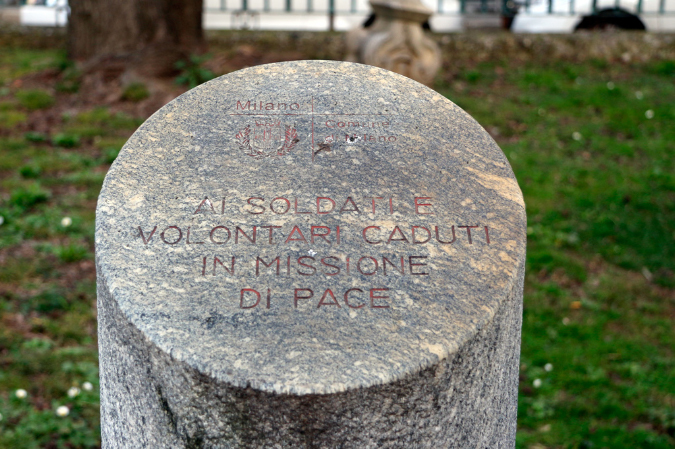 Milano
Comune
di Milano
AI SOLDATI E
VOLONTARI CADUTI
IN MISSIONE
DI PACE